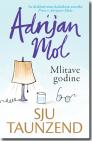 Adrijan Mol
Mlitave godine
SJU
TAUNZEND